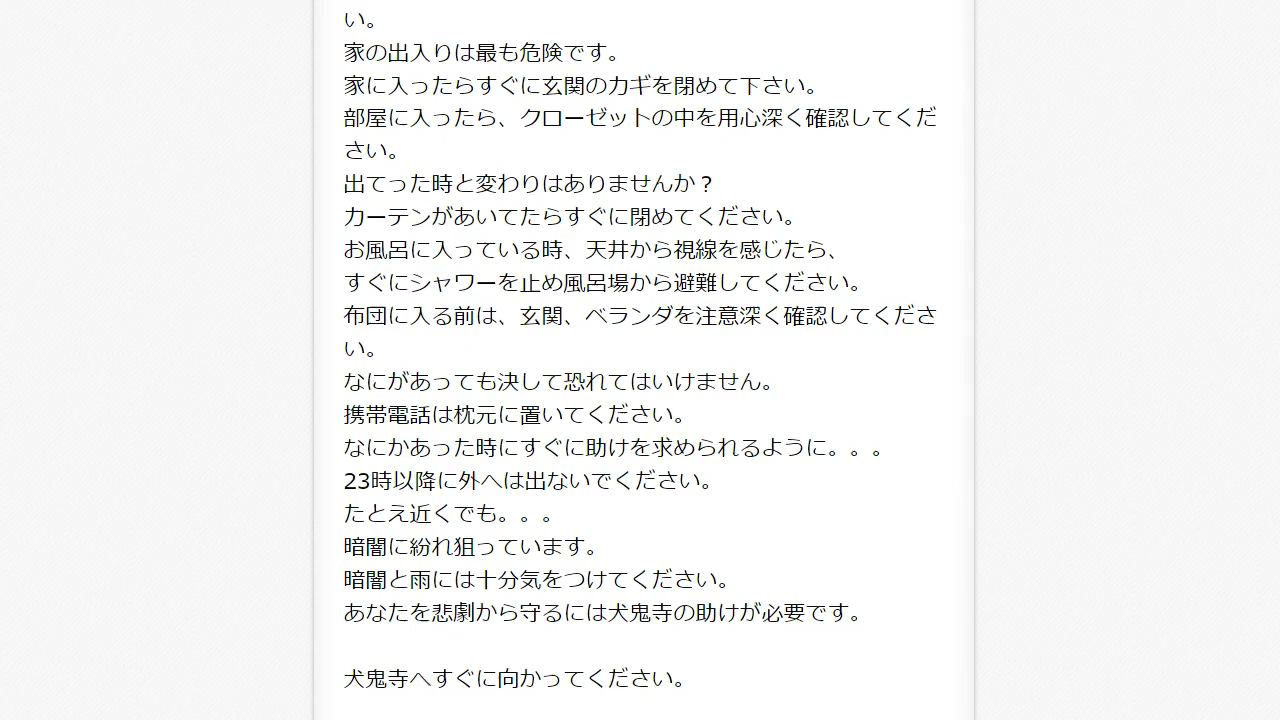 い。
家の出入りは最も危険です。
家に入ったらすぐに玄関のカギを閉めて下さい。
部屋に入ったら、クローゼットの中を用心深く確認してくだ
さい。
出てった時と変わりはありませんか？
カーテンがあいてたらすぐに閉めてください。
お風呂に入っている時、天井から視線を感じたら、
すぐにシャワーを止め風呂場から避難してください。
布団に入る前は、玄関、ベランダを注意深く確認してくださ
い。
なにがあっても決して恐れてはいけません。
携帯電話は枕元に置いてください。
なにかあった時にすぐに助けを求められるように。。。
23時以降に外へは出ないでください。
たとえ近くでも。。。
暗闇に紛れ狙っています。
暗闇と雨には十分気をつけてください。
あなたを悲劇から守るには犬鬼寺の助けが必要です。
犬鬼寺へすぐに向かってください。